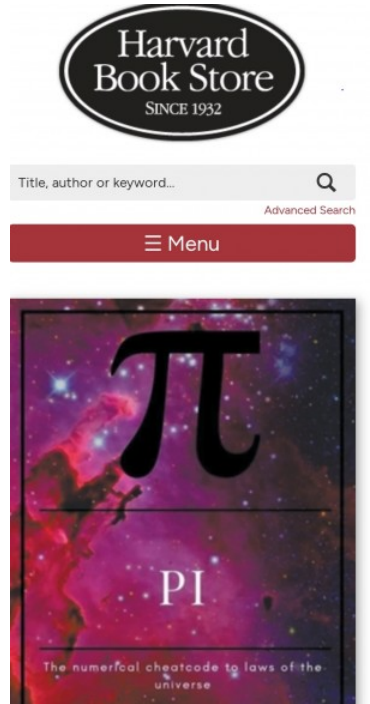 Harvard
Book Store
SINCE 1932
Title, author or keyword...
Advanced Search
☰ Menu
π
PI
The numerical cheatcode to laws of the
universe